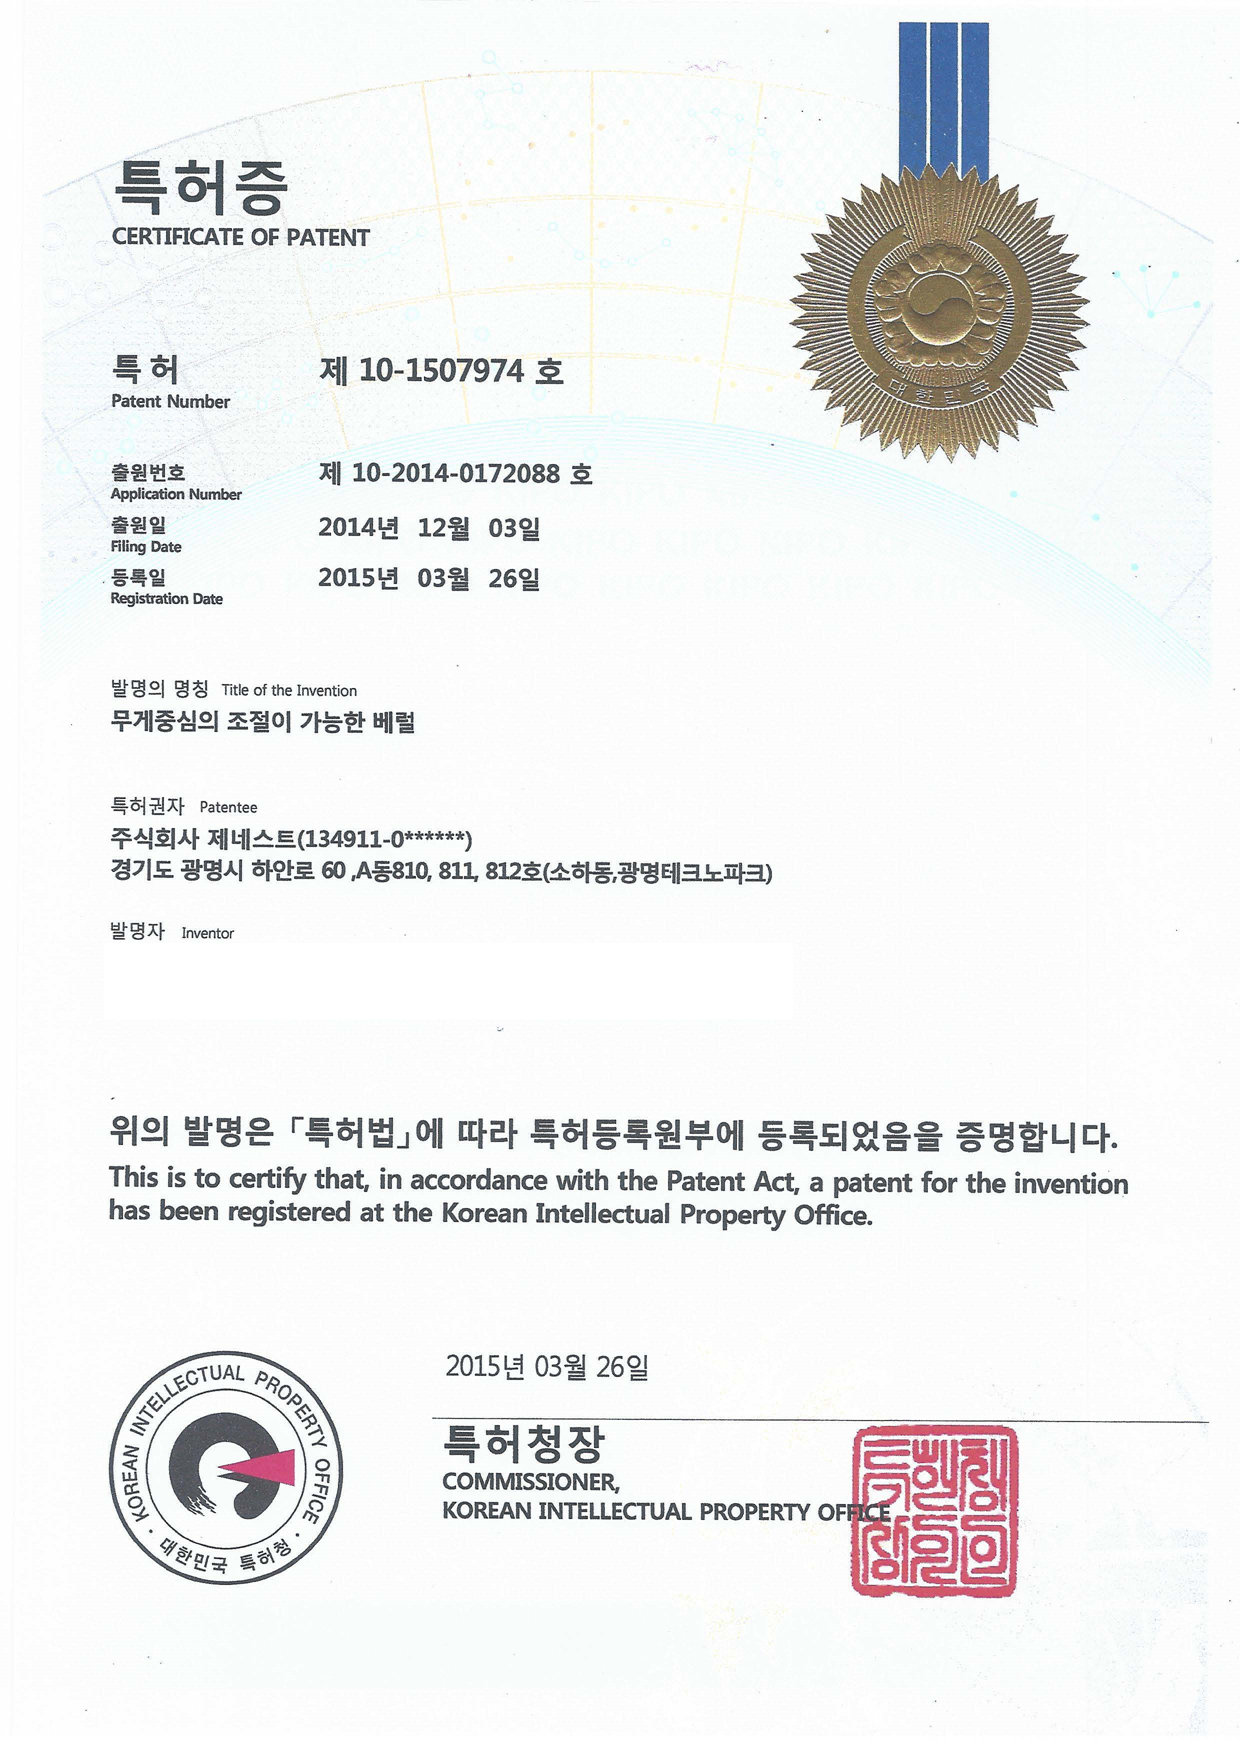 특허증
CERTIFICATE OF PATENT
대한민국
특 허 제 10-1507974 호
Patent Number
출원번호 제 10-2014-0172088 호
Application Number
출원일 2014년 12월 03일
Filing Date
등록일 2015년 03월 26일
Registration Date
발명의 명칭 Title of the Invention
무게중심의 조절이 가능한 베럴
특허권자 Patentee
주식회사 제네스트(134911-0******)
경기도 광명시 하안로 60 ,A동810, 811, 812호(소하동,광명테크노파크)
발명자 Inventor
위의 발명은 「특허법」에 따라 특허등록원부에 등록되었음을 증명합니다.
This is to certify that, in accordance with the Patent Act, a patent for the invention
has been registered at the Korean Intellectual Property Office.
2015년 03월 26일
특허청장
COMMISSIONER,
KOREAN INTELLECTUAL PROPERTY OFFICE
KOREAN INTELLECTUAL PROPERTY OFFICE
대한민국 특허청